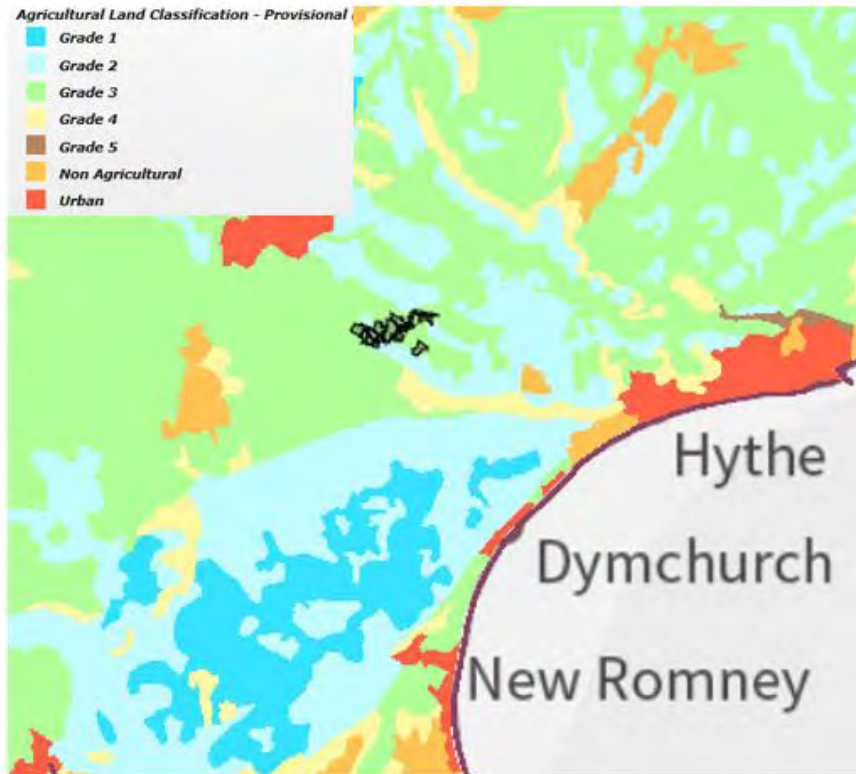 Agricultural Land Classification - Provisional
Grade 1
Grade 2
Grade 3
Grade 4
Grade 5
Non Agricultural
Urban
Hythe
Dymchurch
New Romney